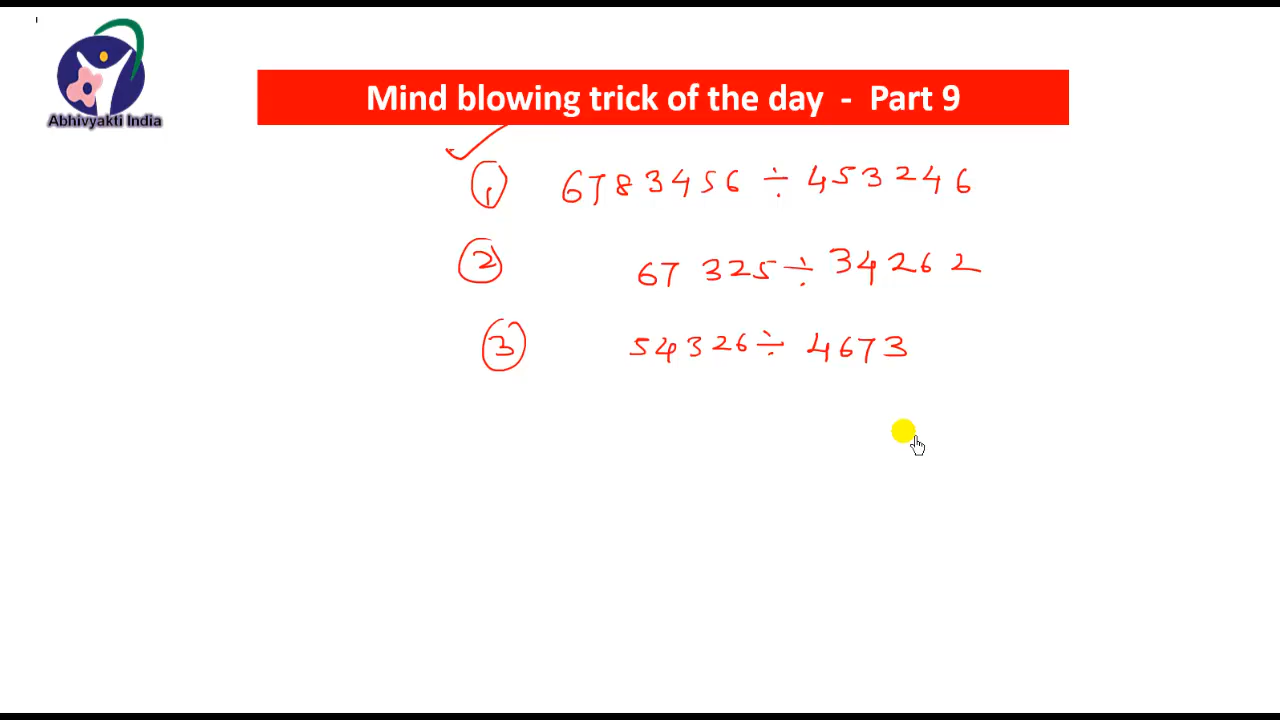 Abhivyakti India
Mind blowing trick of the day - Part 9
1, 6783456 ÷ 453246
2 67325 ÷ 34262
3 54326 ÷ 4673